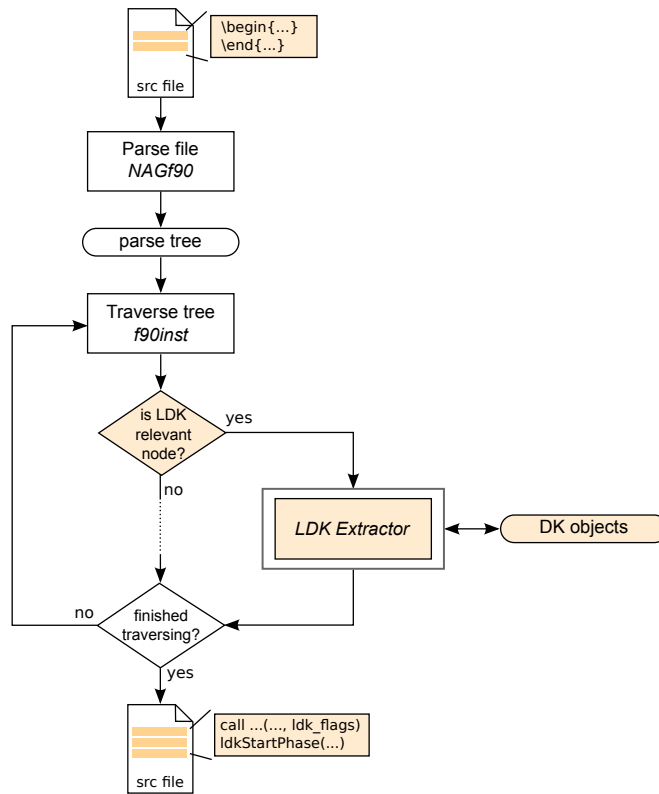 \begin{...}
\end{...}
src file
Parse file
NAGf90
parse tree
Traverse tree
f90inst
is LDK
relevant
node?
yes
no
LDK Extractor
DK objects
finished
traversing?
no
yes
call ...(..., ldk_flags)
ldkStartPhase(...)
src file